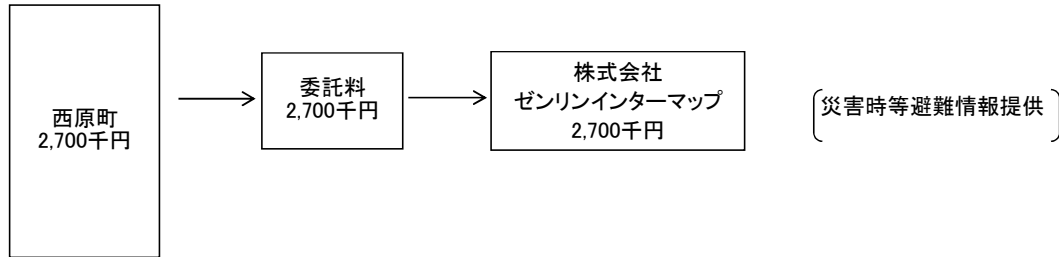 西原町
2,700千円
委託料
2,700千円
株式会社
ゼンリンインターマップ
2,700千円
災害時等避難情報提供